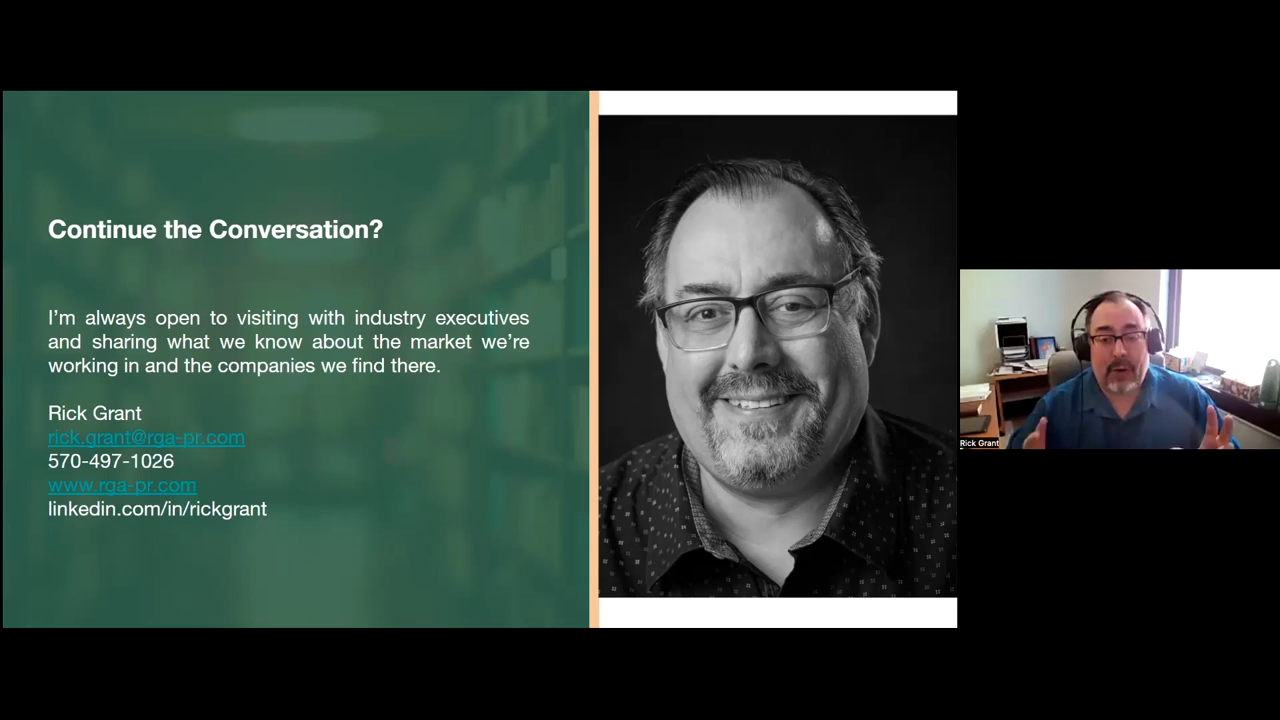 Continue the Conversation?
I'm always open to visiting with industry executives
and sharing what we know about the market we're
working in and the companies we find there.
Rick Grant
rick.grant@rga-pr.com
570-497-1026
www.rga-pr.com
linkedin.com/in/rickgrant
Rick Grant